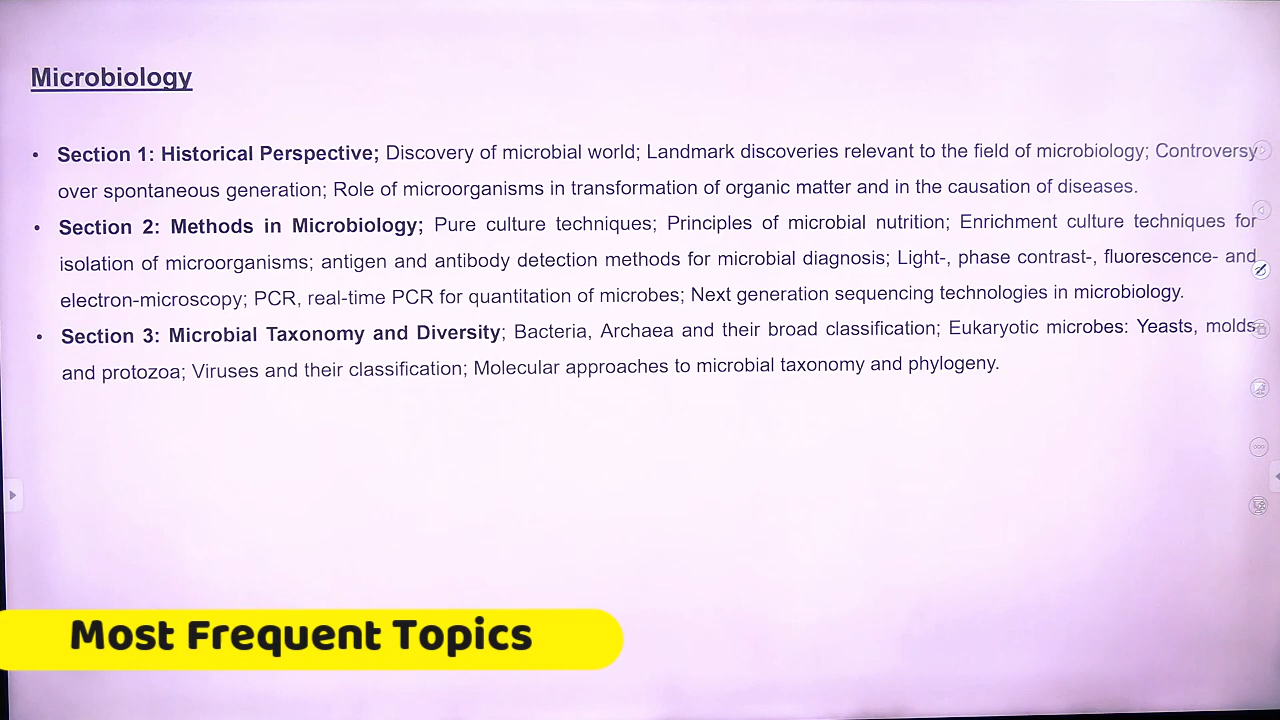 Microbiology
• Section 1: Historical Perspective; Discovery of microbial world; Landmark discoveries relevant to the field of microbiology; Controversy
over spontaneous generation; Role of microorganisms in transformation of organic matter and in the causation of diseases.
• Section 2: Methods in Microbiology; Pure culture techniques; Principles of microbial nutrition; Enrichment culture techniques for
isolation of microorganisms; antigen and antibody detection methods for microbial diagnosis; Light-, phase contrast-, fluorescence- and
electron-microscopy; PCR, real-time PCR for quantitation of microbes; Next generation sequencing technologies in microbiology.
• Section 3: Microbial Taxonomy and Diversity; Bacteria, Archaea and their broad classification; Eukaryotic microbes: Yeasts, molds
and protozoa; Viruses and their classification; Molecular approaches to microbial taxonomy and phylogeny.
Most Frequent Topics